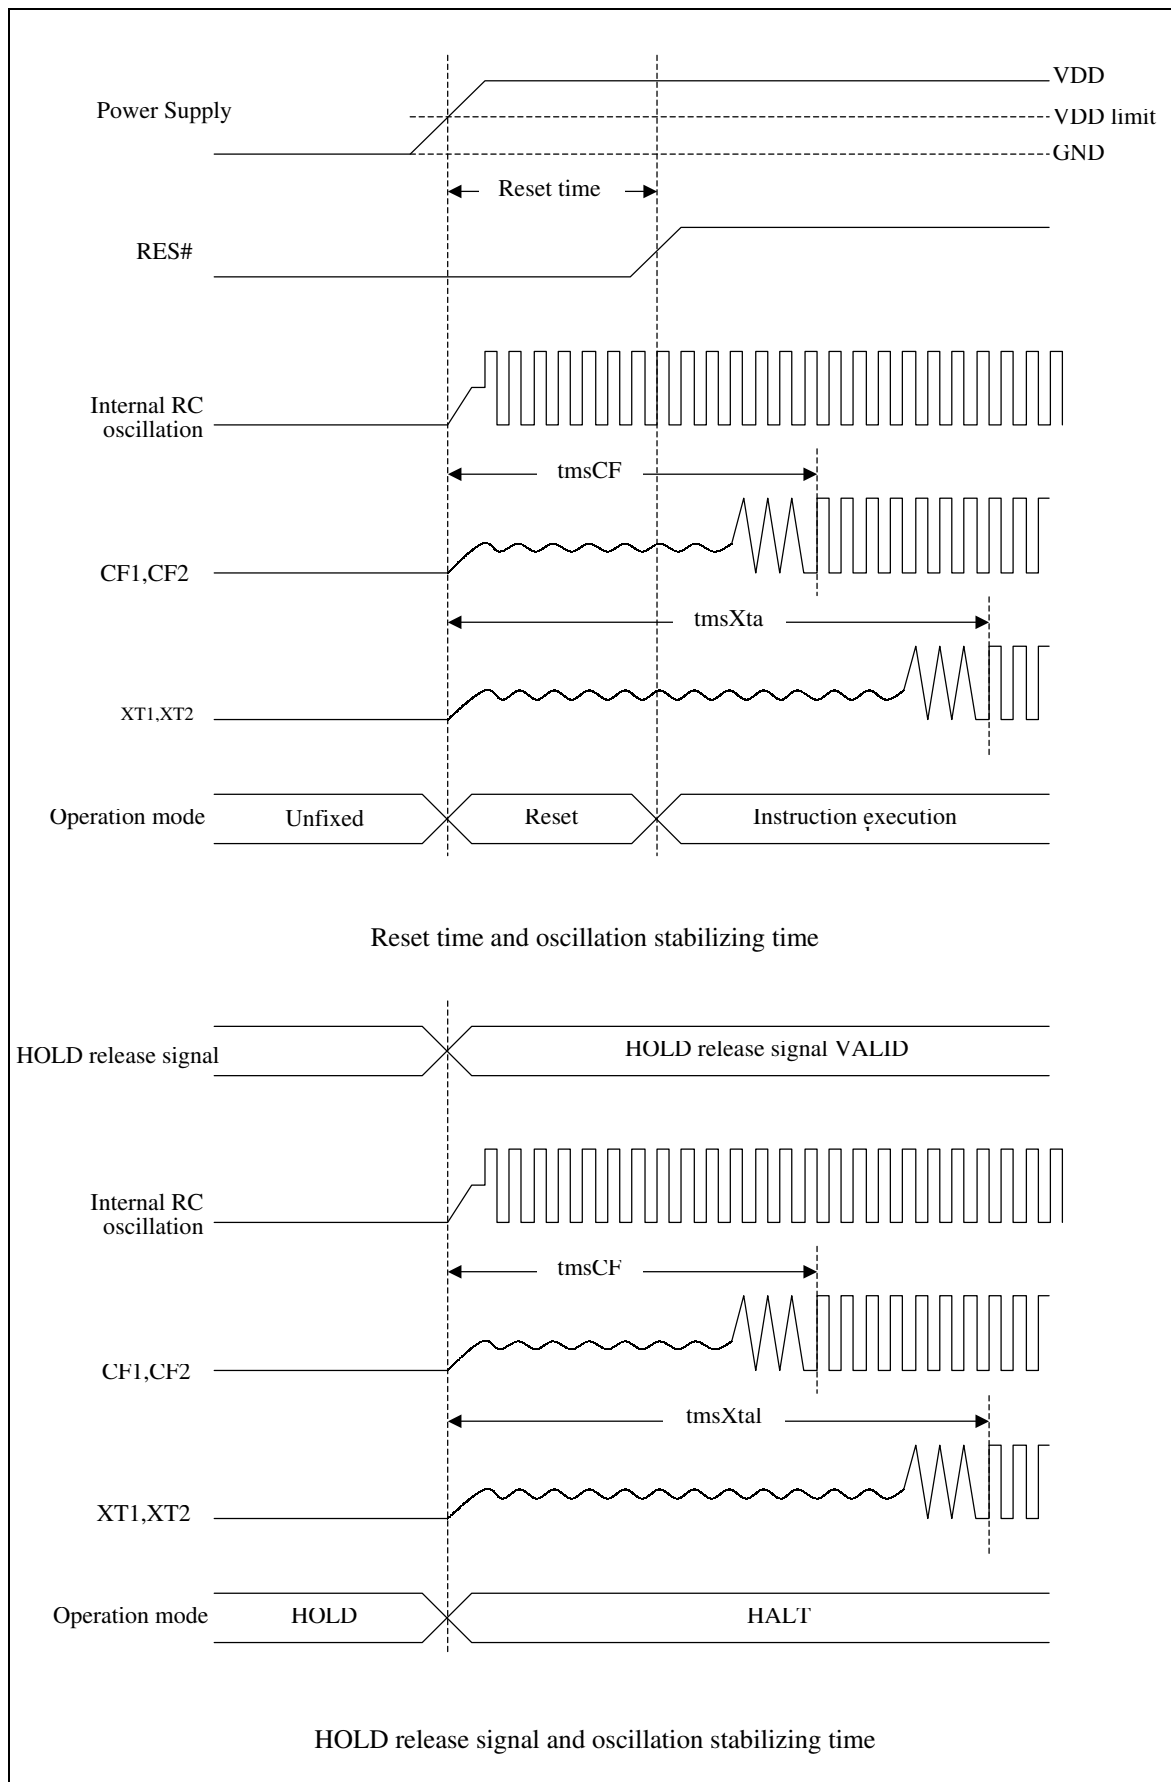 VDD
Power Supply
VDD limit
GND
Reset time
RES#
Internal RC
oscillation
tmsCF
CF1,CF2
tmsXta
XT1,XT2
Operation mode
Unfixed
Reset
Instruction execution
Reset time and oscillation stabilizing time
HOLD release signal
HOLD release signal VALID
Internal RC
oscillation
tmsCF
CF1,CF2
tmsXtal
XT1,XT2
Operation mode
HOLD
HALT
HOLD release signal and oscillation stabilizing time